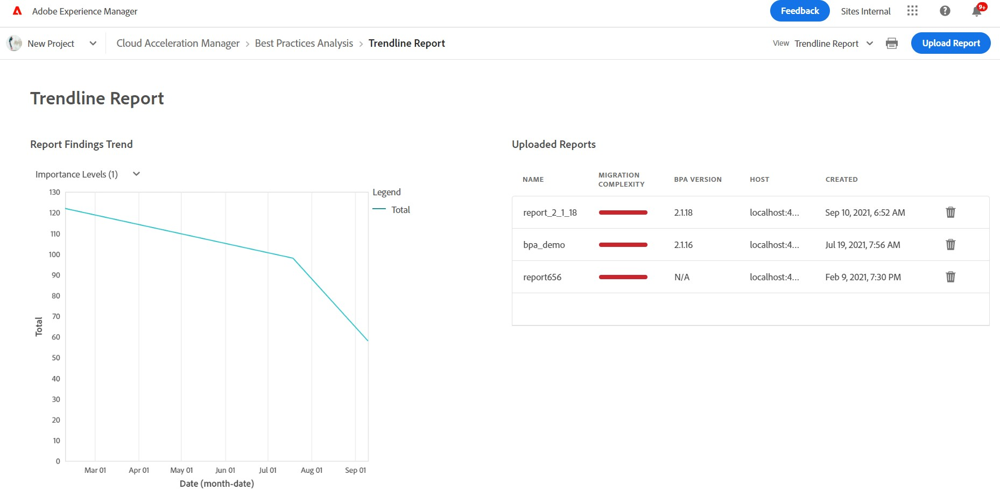 Adobe Experience Manager
Feedback
Sites Internal
9+
New Project
Cloud Acceleration Manager > Best Practices Analysis > Trendline Report
View Trendline Report
Upload Report
Trendline Report
Report Findings Trend
Importance Levels (1)
130
120
110
100
90
80
70
60
50
40
30
20
10
0
Total
Mar 01 Apr 01 May 01 Jun 01 Jul 01 Aug 01 Sep 01
Date (month-date)
Legend
Total
Uploaded Reports
NAME MIGRATION COMPLEXITY BPA VERSION HOST CREATED
report_2_1_18 2.1.18 localhost:4... Sep 10, 2021, 6:52 AM
bpa_demo 2.1.16 localhost:4... Jul 19, 2021, 7:56 AM
report656 N/A localhost:4... Feb 9, 2021, 7:30 PM